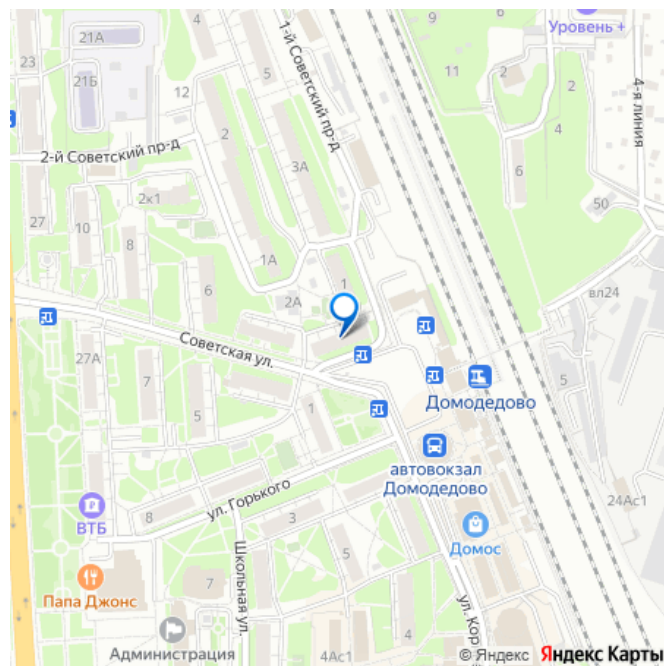 21А
23
21Б
12
5
1-й Советский пр-д
9
Уровень +
11
2
2
4
4-я линия
2
2-й Советский пр-д
3А
6
27
10
2к1
8
1А
50
6
2А
1
вл24
Советская ул.
27А
7
5
1
5
Домодедово
автовокзал
Домодедово
24Ас1
ул. Горького
ВТБ
8
3
Домос
5
Школьная ул.
7
Папа Джонс
ул. Кор
Администрация
4Ас1
© Яндекс Яндекс Карты